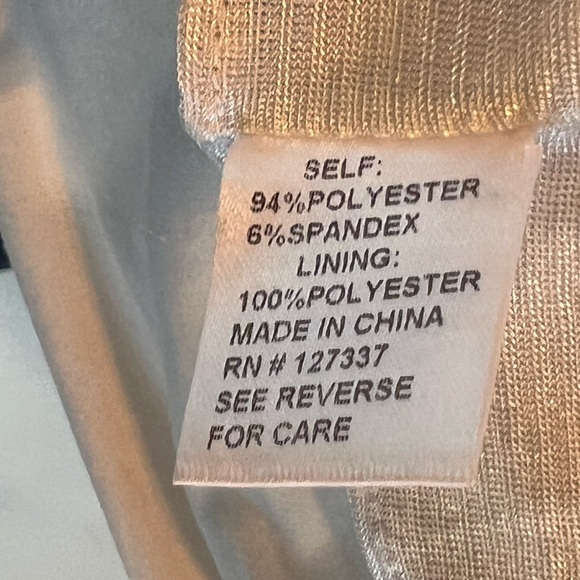 SELF:
94%POLYESTER
6%SPANDEX
LINING:
100%POLYESTER
MADE IN CHINA
RN # 127337
SEE REVERSE
FOR CARE